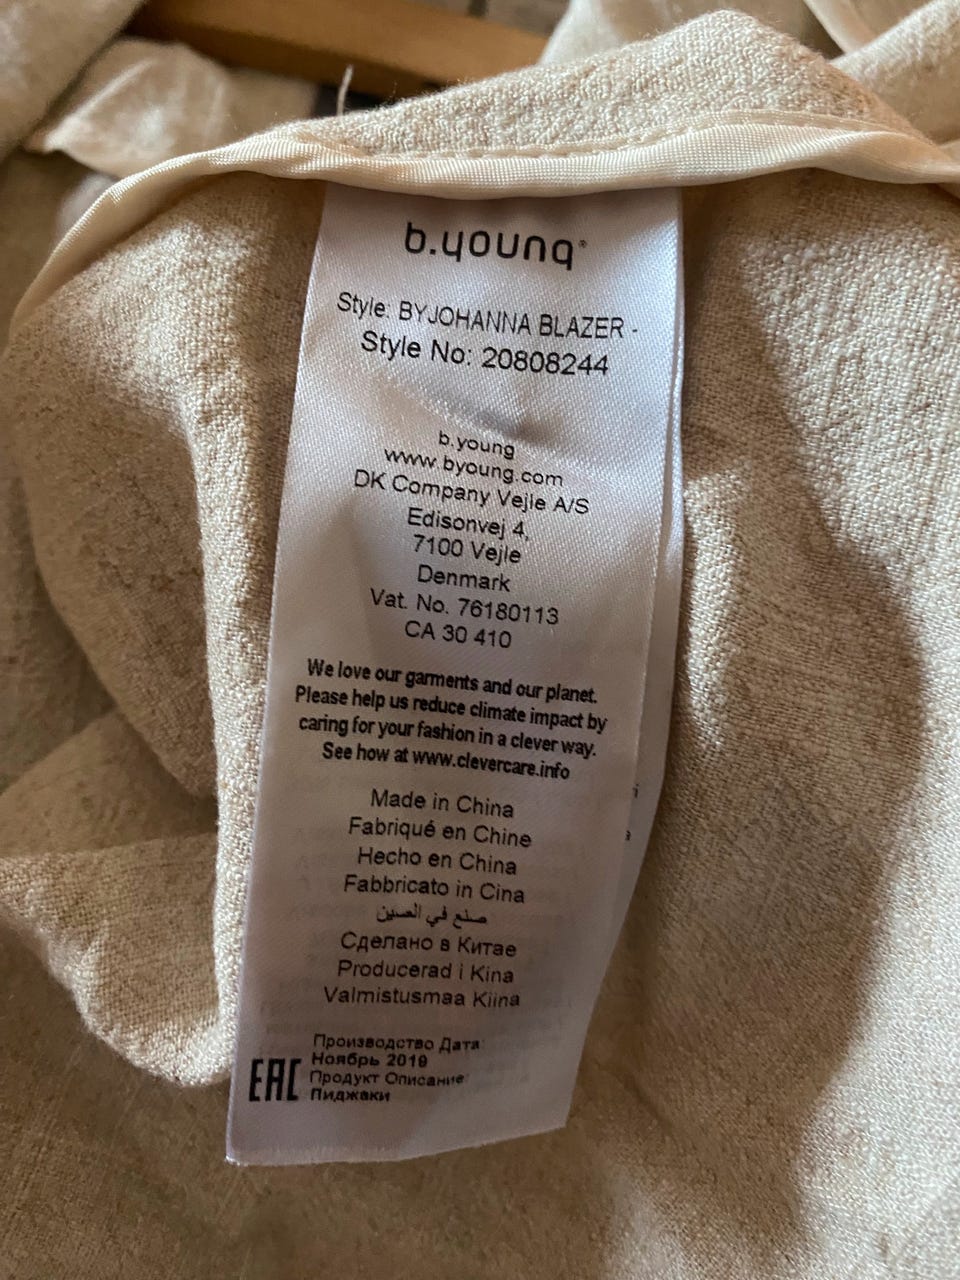 b.young®
Style: BYJOHANNA BLAZER -
Style No: 20808244
b.young
www.byoung.com
DK Company Vejle A/S
Edisonvej 4,
7100 Vejle
Denmark
Vat. No. 76180113
CA 30 410
We love our garments and our planet.
Please help us reduce climate impact by
caring for your fashion in a clever way.
See how at www.clevercare.info
Made in China
Fabriqué en Chine
Hecho en China
Fabbricato in Cina
صنع في الصين
Сделано в Китае
Producerad i Kina
Valmistusmaa Kiina
Производство Дата:
Ноябрь 2019
EAC
Продукт Описание:
Пиджаки